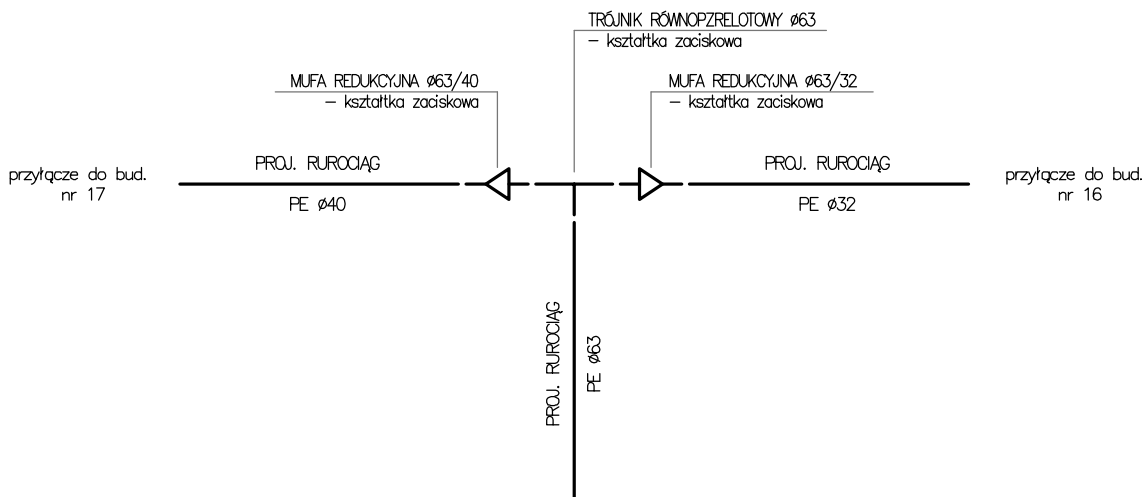 TRÓJNIK RÓWNOPZRELOTOWY ø63
– kształtka zaciskowa
MUFA REDUKCYJNA ø63/40
– kształtka zaciskowa
MUFA REDUKCYJNA ø63/32
– kształtka zaciskowa
przyłącze do bud.
nr 17
PROJ. RUROCIĄG
PE ø40
PROJ. RUROCIĄG
PE ø32
przyłącze do bud.
nr 16
PROJ. RUROCIĄG
PE ø63